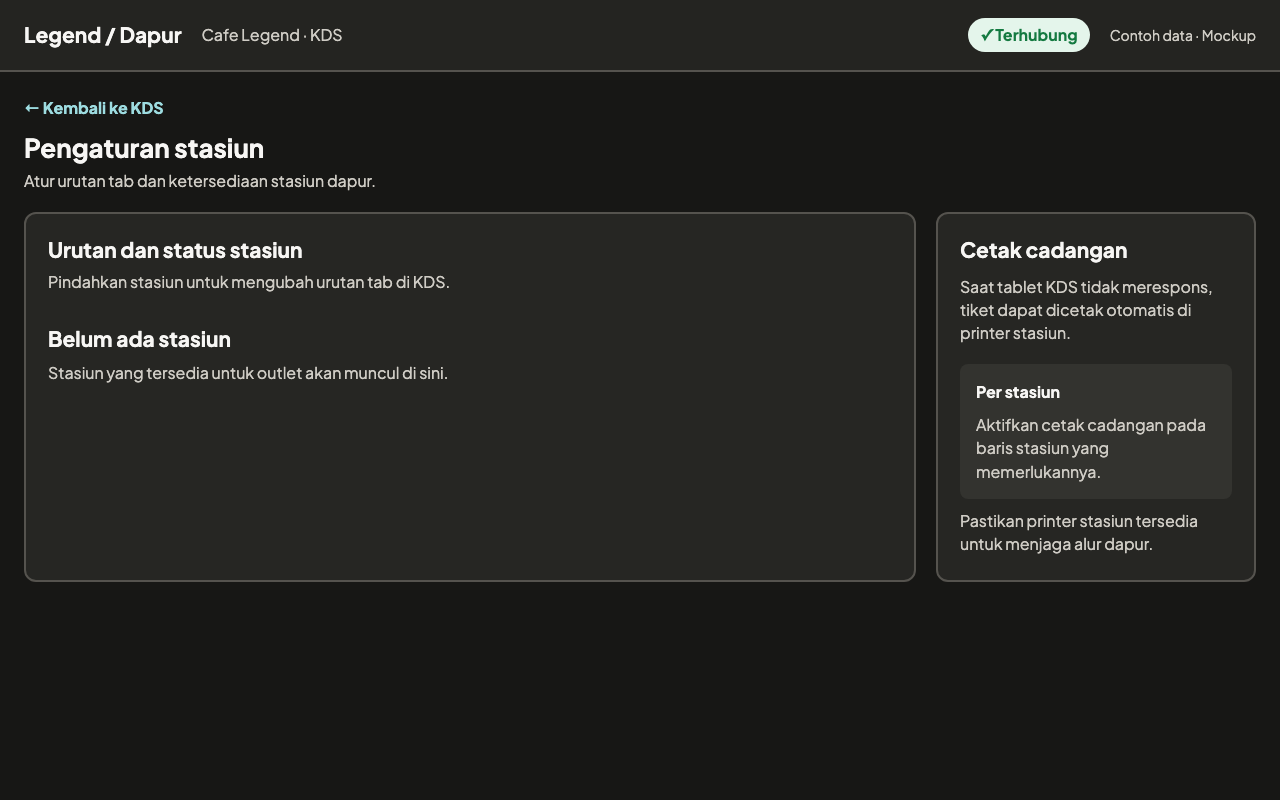 Legend / Dapur
Cafe Legend · KDS
✓Terhubung
Contoh data · Mockup
← Kembali ke KDS
Pengaturan stasiun
Atur urutan tab dan ketersediaan stasiun dapur.
Urutan dan status stasiun
Pindahkan stasiun untuk mengubah urutan tab di KDS.
Belum ada stasiun
Stasiun yang tersedia untuk outlet akan muncul di sini.
Cetak cadangan
Saat tablet KDS tidak merespons,
tiket dapat dicetak otomatis di
printer stasiun.
Per stasiun
Aktifkan cetak cadangan pada
baris stasiun yang
memerlukannya.
Pastikan printer stasiun tersedia
untuk menjaga alur dapur.